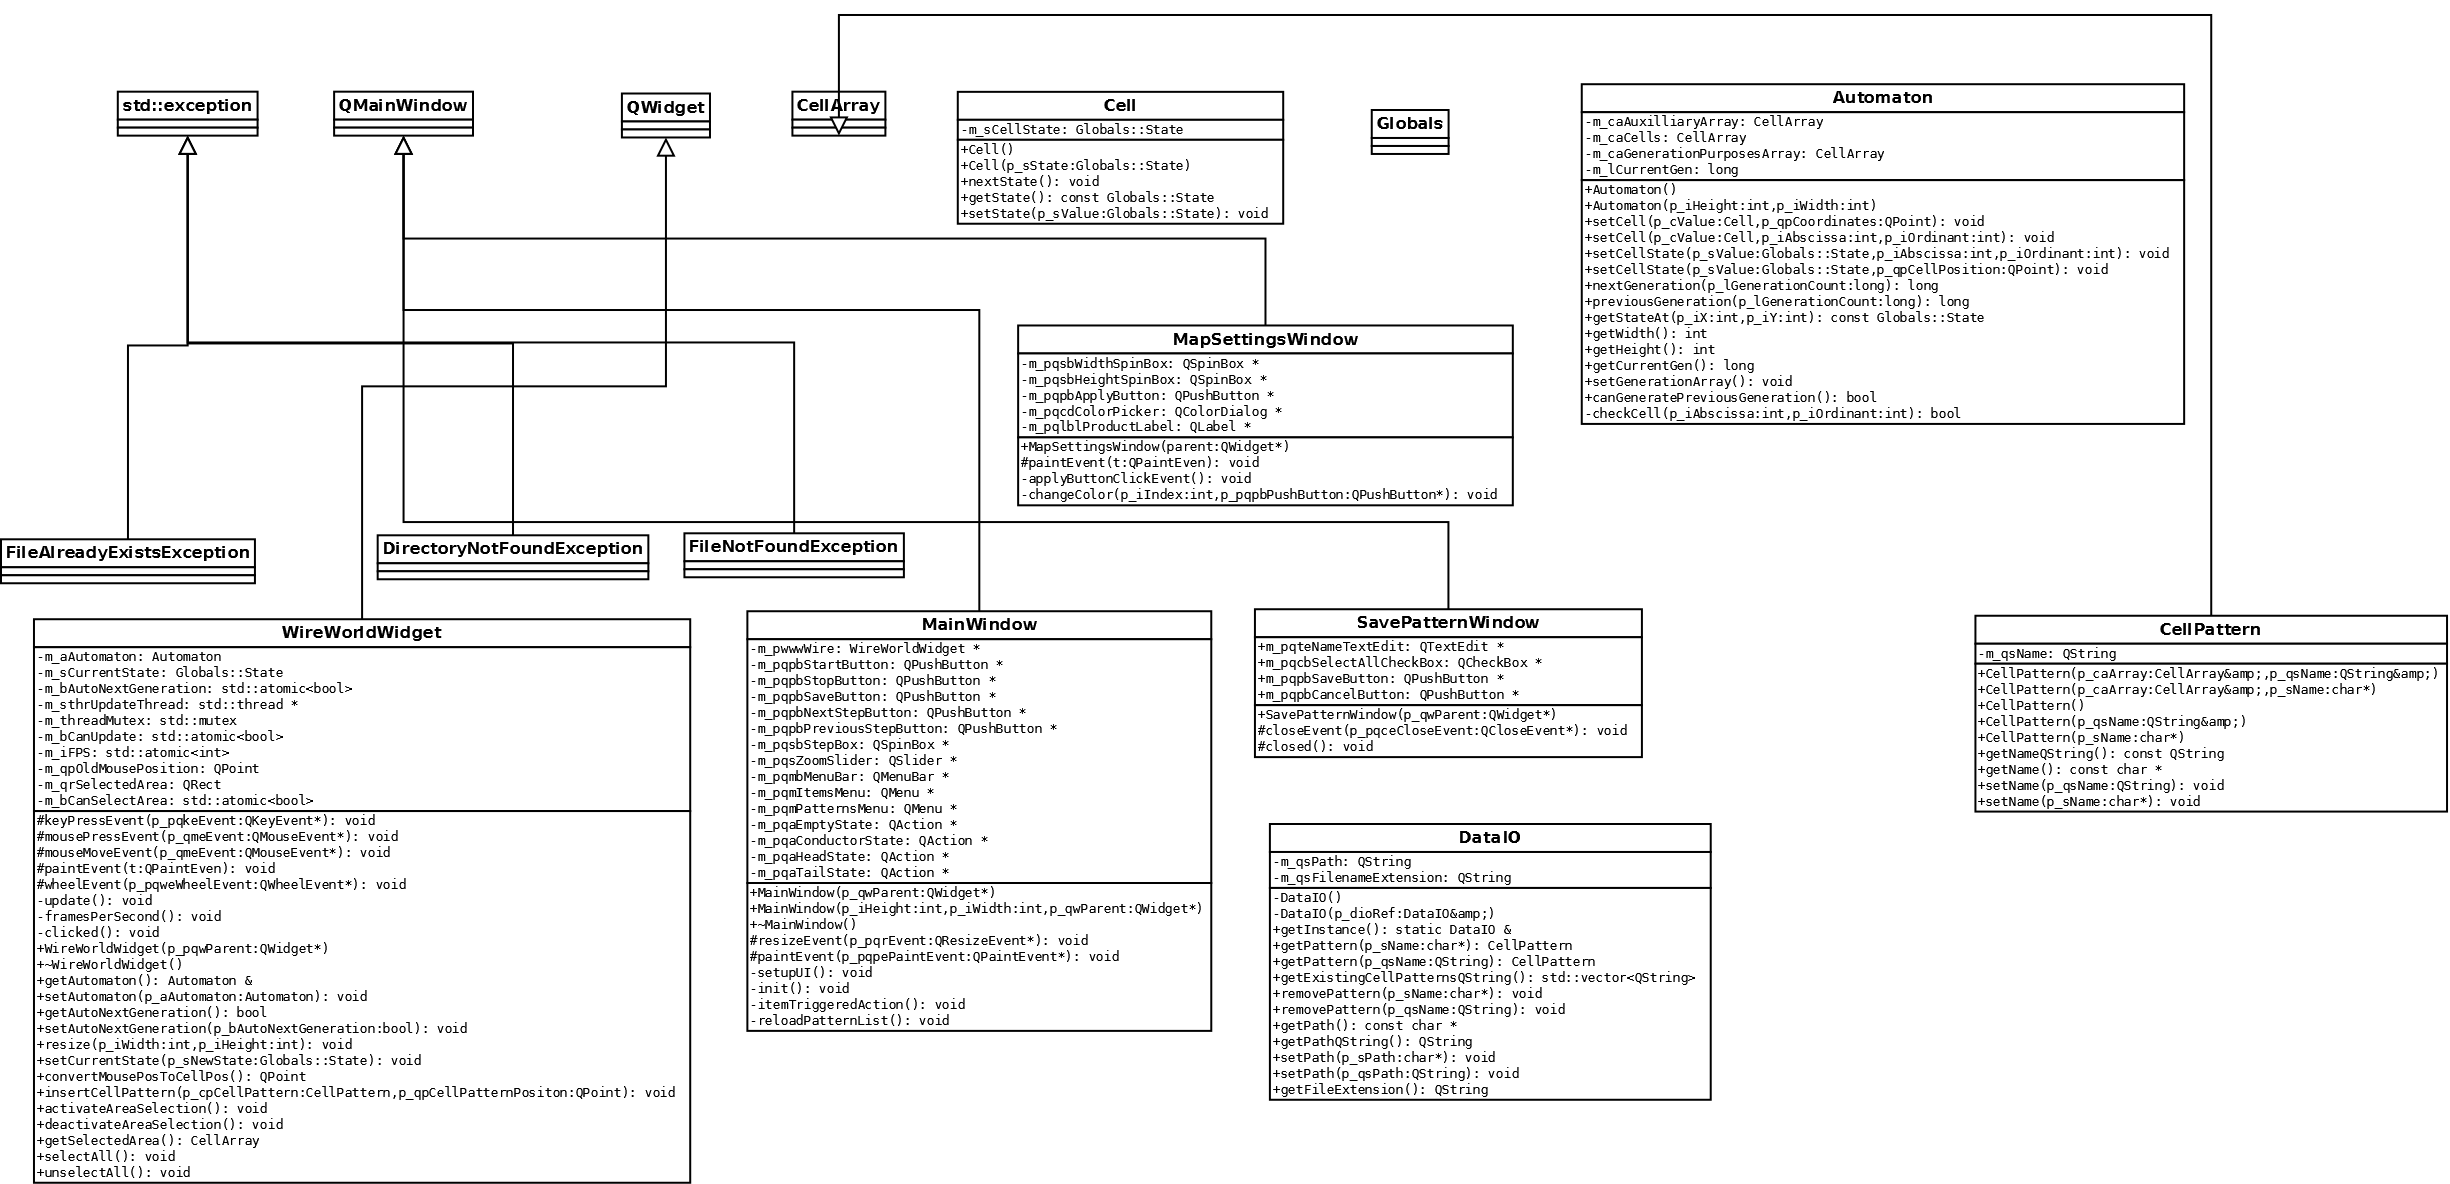 std::exception
QMainWindow
QWidget
CellArray
Cell
-m_sCellState: Globals::State
+Cell()
+Cell(p_sState:Globals::State)
+nextState(): void
+getState(): const Globals::State
+setState(p_sValue:Globals::State): void
Globals
Automaton
-m_caAuxilliaryArray: CellArray
-m_caCells: CellArray
-m_caGenerationPurposesArray: CellArray
-m_lCurrentGen: long
+Automaton()
+Automaton(p_iHeight:int,p_iWidth:int)
+setCell(p_cValue:Cell,p_qpCoordinates:QPoint): void
+setCell(p_cValue:Cell,p_iAbscissa:int,p_iOrdinant:int): void
+setCellState(p_sValue:Globals::State,p_iAbscissa:int,p_iOrdinant:int): void
+setCellState(p_sValue:Globals::State,p_qpCellPosition:QPoint): void
+nextGeneration(p_lGenerationCount:long): long
+previousGeneration(p_lGenerationCount:long): long
+getStateAt(p_iX:int,p_iY:int): const Globals::State
+getWidth(): int
+getHeight(): int
+getCurrentGen(): long
+setGenerationArray(): void
+canGeneratePreviousGeneration(): bool
-checkCell(p_iAbscissa:int,p_iOrdinant:int): bool
MapSettingsWindow
-m_pqsbWidthSpinBox: QSpinBox *
-m_pqsbHeightSpinBox: QSpinBox *
-m_pqpbApplyButton: QPushButton *
-m_pqcdColorPicker: QColorDialog *
-m_pqlblProductLabel: QLabel *
+MapSettingsWindow(parent:QWidget*)
#paintEvent(t:QPaintEven): void
-applyButtonClickEvent(): void
-changeColor(p_iIndex:int,p_pqpbPushButton:QPushButton*): void
FileAlreadyExistsException
DirectoryNotFoundException
FileNotFoundException
WireWorldWidget
-m_aAutomaton: Automaton
-m_sCurrentState: Globals::State
-m_bAutoNextGeneration: std::atomic<bool>
-m_sthrUpdateThread: std::thread *
-m_threadMutex: std::mutex
-m_bCanUpdate: std::atomic<bool>
-m_iFPS: std::atomic<int>
-m_qpOldMousePosition: QPoint
-m_qrSelectedArea: QRect
-m_bCanSelectArea: std::atomic<bool>
#keyPressEvent(p_pqkeEvent:QKeyEvent*): void
#mousePressEvent(p_qmeEvent:QMouseEvent*): void
#mouseMoveEvent(p_qmeEvent:QMouseEvent*): void
#paintEvent(t:QPaintEven): void
#wheelEvent(p_pqweWheelEvent:QWheelEvent*): void
-update(): void
-framesPerSecond(): void
-clicked(): void
+WireWorldWidget(p_pqwParent:QWidget*)
+~WireWorldWidget()
+getAutomaton(): Automaton &
+setAutomaton(p_aAutomaton:Automaton): void
+getAutoNextGeneration(): bool
+setAutoNextGeneration(p_bAutoNextGeneration:bool): void
+resize(p_iWidth:int,p_iHeight:int): void
+setCurrentState(p_sNewState:Globals::State): void
+convertMousePosToCellPos(): QPoint
+insertCellPattern(p_cpCellPattern:CellPattern,p_qpCellPatternPositon:QPoint): void
+activateAreaSelection(): void
+deactivateAreaSelection(): void
+getSelectedArea(): CellArray
+selectAll(): void
+unselectAll(): void
MainWindow
-m_pwwwWire: WireWorldWidget *
-m_pqpbStartButton: QPushButton *
-m_pqpbStopButton: QPushButton *
-m_pqpbSaveButton: QPushButton *
-m_pqpbNextStepButton: QPushButton *
-m_pqpbPreviousStepButton: QPushButton *
-m_pqsbStepBox: QSpinBox *
-m_pqsZoomSlider: QSlider *
-m_pqmbMenuBar: QMenuBar *
-m_pqmItemsMenu: QMenu *
-m_pqmPatternsMenu: QMenu *
-m_pqaEmptyState: QAction *
-m_pqaConductorState: QAction *
-m_pqaHeadState: QAction *
-m_pqaTailState: QAction *
+MainWindow(p_qwParent:QWidget*)
+MainWindow(p_iHeight:int,p_iWidth:int,p_qwParent:QWidget*)
+~MainWindow()
#resizeEvent(p_pqrEvent:QResizeEvent*): void
#paintEvent(p_pqpePaintEvent:QPaintEvent*): void
-setupUI(): void
-init(): void
-itemTriggeredAction(): void
-reloadPatternList(): void
SavePatternWindow
+m_pqteNameTextEdit: QTextEdit *
+m_pqcbSelectAllCheckBox: QCheckBox *
+m_pqpbSaveButton: QPushButton *
+m_pqpbCancelButton: QPushButton *
+SavePatternWindow(p_qwParent:QWidget*)
#closeEvent(p_pqceCloseEvent:QCloseEvent*): void
#closed(): void
DataIO
-m_qsPath: QString
-m_qsFilenameExtension: QString
-DataIO()
-DataIO(p_dioRef:DataIO&amp;)
+getInstance(): static DataIO &
+getPattern(p_sName:char*): CellPattern
+getPattern(p_qsName:QString): CellPattern
+getExistingCellPatternsQString(): std::vector<QString>
+removePattern(p_sName:char*): void
+removePattern(p_qsName:QString): void
+getPath(): const char *
+getPathQString(): QString
+setPath(p_sPath:char*): void
+setPath(p_qsPath:QString): void
+getFileExtension(): QString
CellPattern
-m_qsName: QString
+CellPattern(p_caArray:CellArray&amp;,p_qsName:QString&amp;)
+CellPattern(p_caArray:CellArray&amp;,p_sName:char*)
+CellPattern()
+CellPattern(p_qsName:QString&amp;)
+CellPattern(p_sName:char*)
+getNameQString(): const QString
+getName(): const char *
+setName(p_qsName:QString): void
+setName(p_sName:char*): void